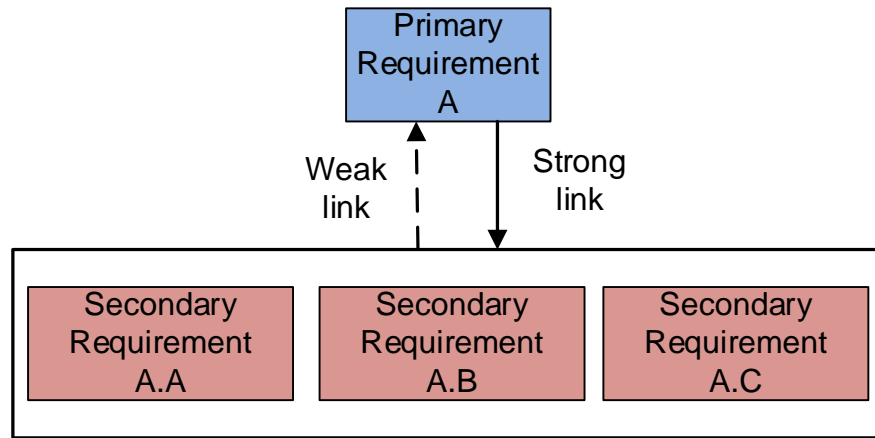 Primary
Requirement
A
Weak
link
Strong
link
Secondary
Requirement
A.A
Secondary
Requirement
A.B
Secondary
Requirement
A.C